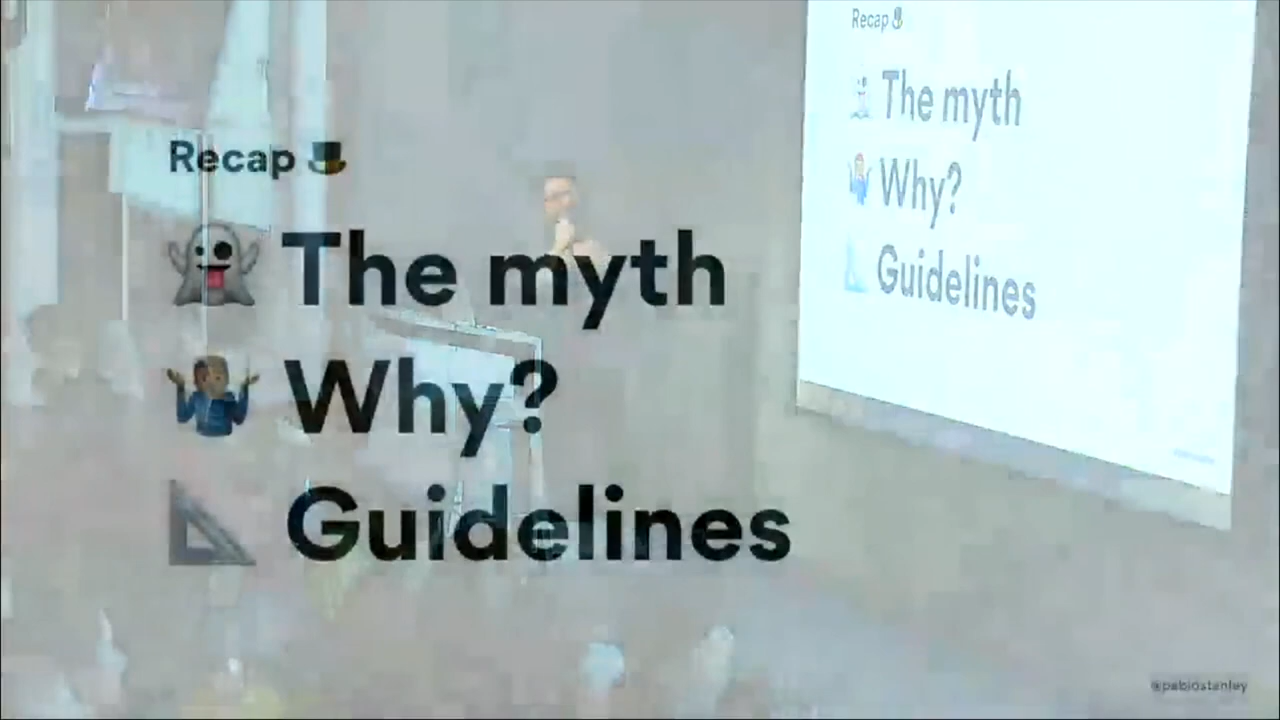 Recap
The myth
Why?
Guidelines
Recap
The myth
Why?
Guidelines
@pablostanley